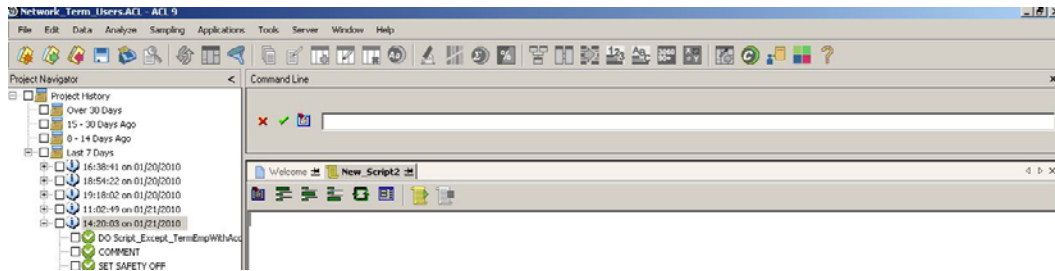 Network_Term_Users.ACL - ACL 9
File Edit Data Analyze Sampling Applications Tools Server Window Help
Project Navigator <
Command Line x
Project History
Over 30 Days
15 - 30 Days Ago
8 - 14 Days Ago
Last 7 Days
16:38:41 on 01/20/2010
18:54:22 on 01/20/2010
19:18:02 on 01/20/2010
11:02:49 on 01/21/2010
14:20:03 on 01/21/2010
DO Script_Except_TermEmpWithAcc
COMMENT
SET SAFETY OFF
Welcome New_Script2